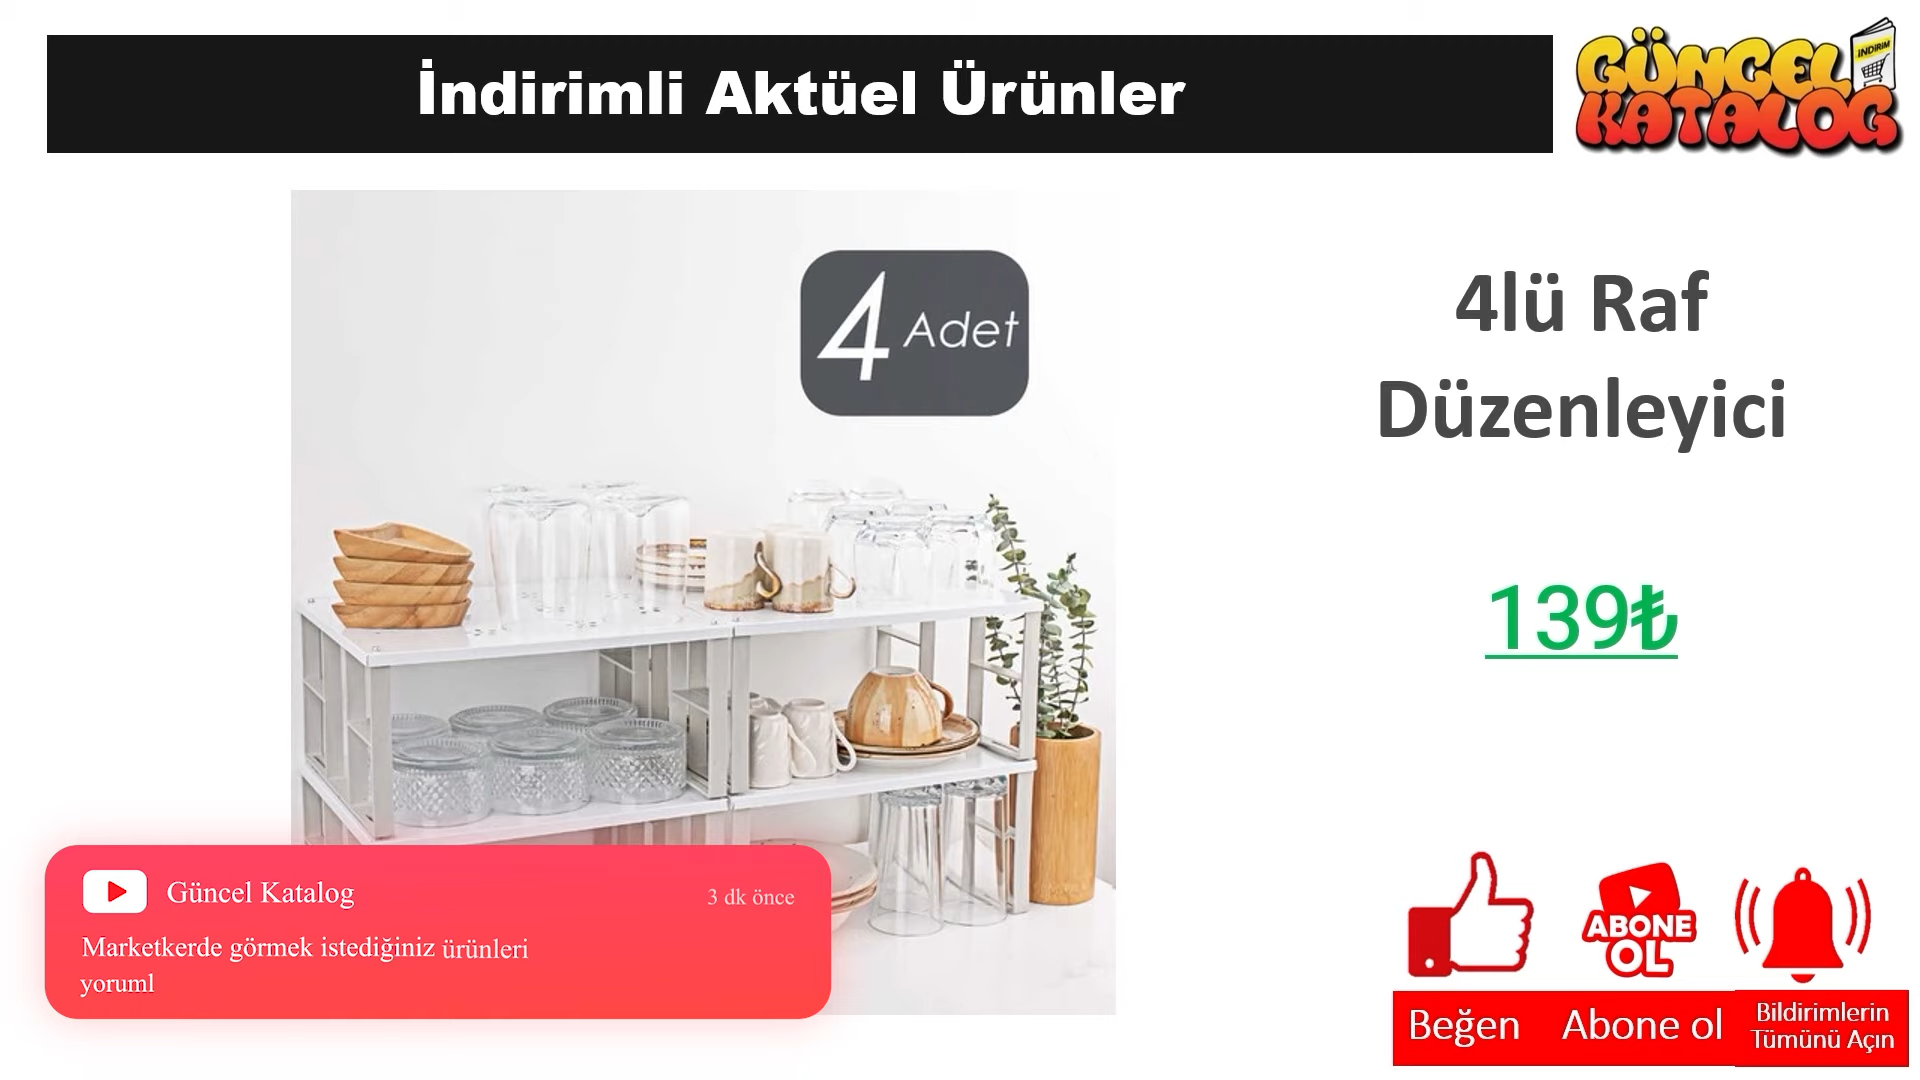 İndirimli Aktüel Ürünler
GÜNCEL
KATALOG
İNDİRİM
4 Adet
4lü Raf
Düzenleyici
139₺
Güncel Katalog
3 dk önce
Marketkerde görmek istediğiniz ürünleri
yoruml
ABONE
OL
Beğen
Abone ol
Bildirimlerin
Tümünü Açın